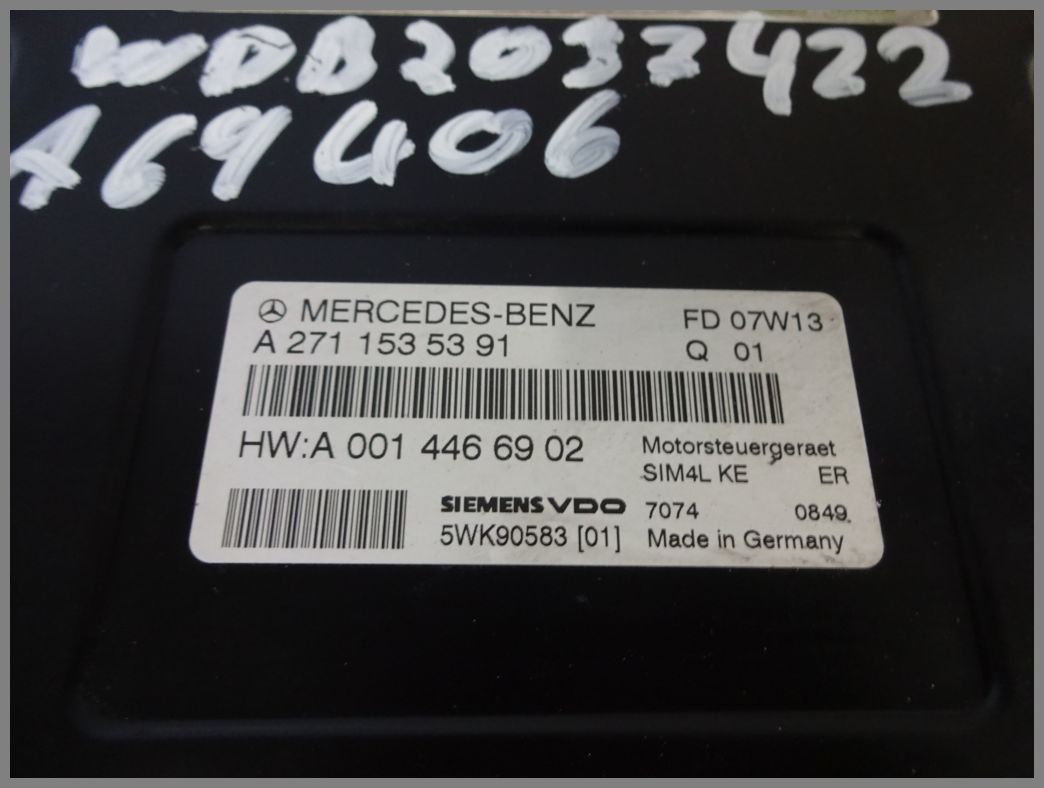 WDB2037422
A69406
MERCEDES-BENZ FD 07W13
A 271 153 53 91 Q 01
HW:A 001 446 69 02 Motorsteuergeraet
SIM4L KE ER
SIEMENS VDO 7074 0849
5WK90583 [01] Made in Germany